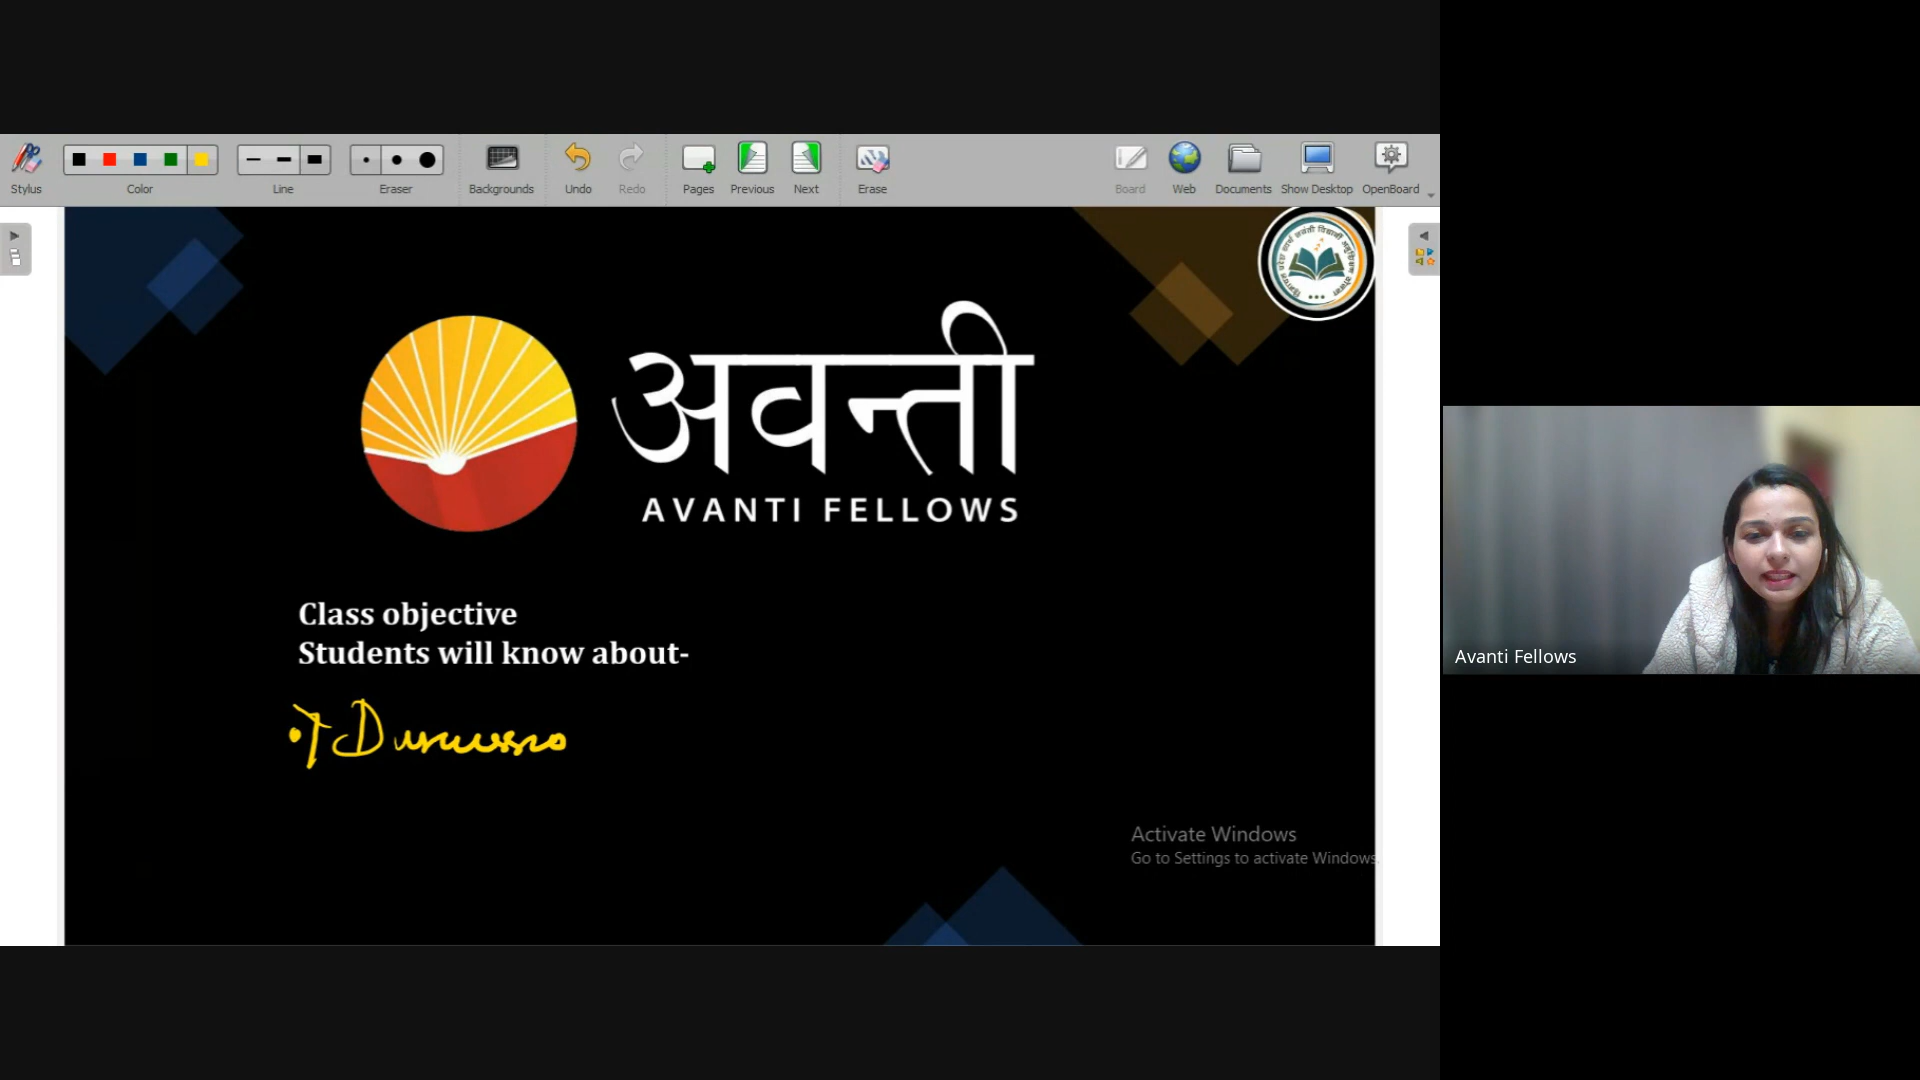 Stylus Color Line Eraser Backgrounds Undo Redo Pages Previous Next Erase Board Web Documents Show Desktop OpenBoard
अवन्ती
AVANTI FELLOWS
Class objective
Students will know about-
Avanti Fellows
Activate Windows
Go to Settings to activate Windows.